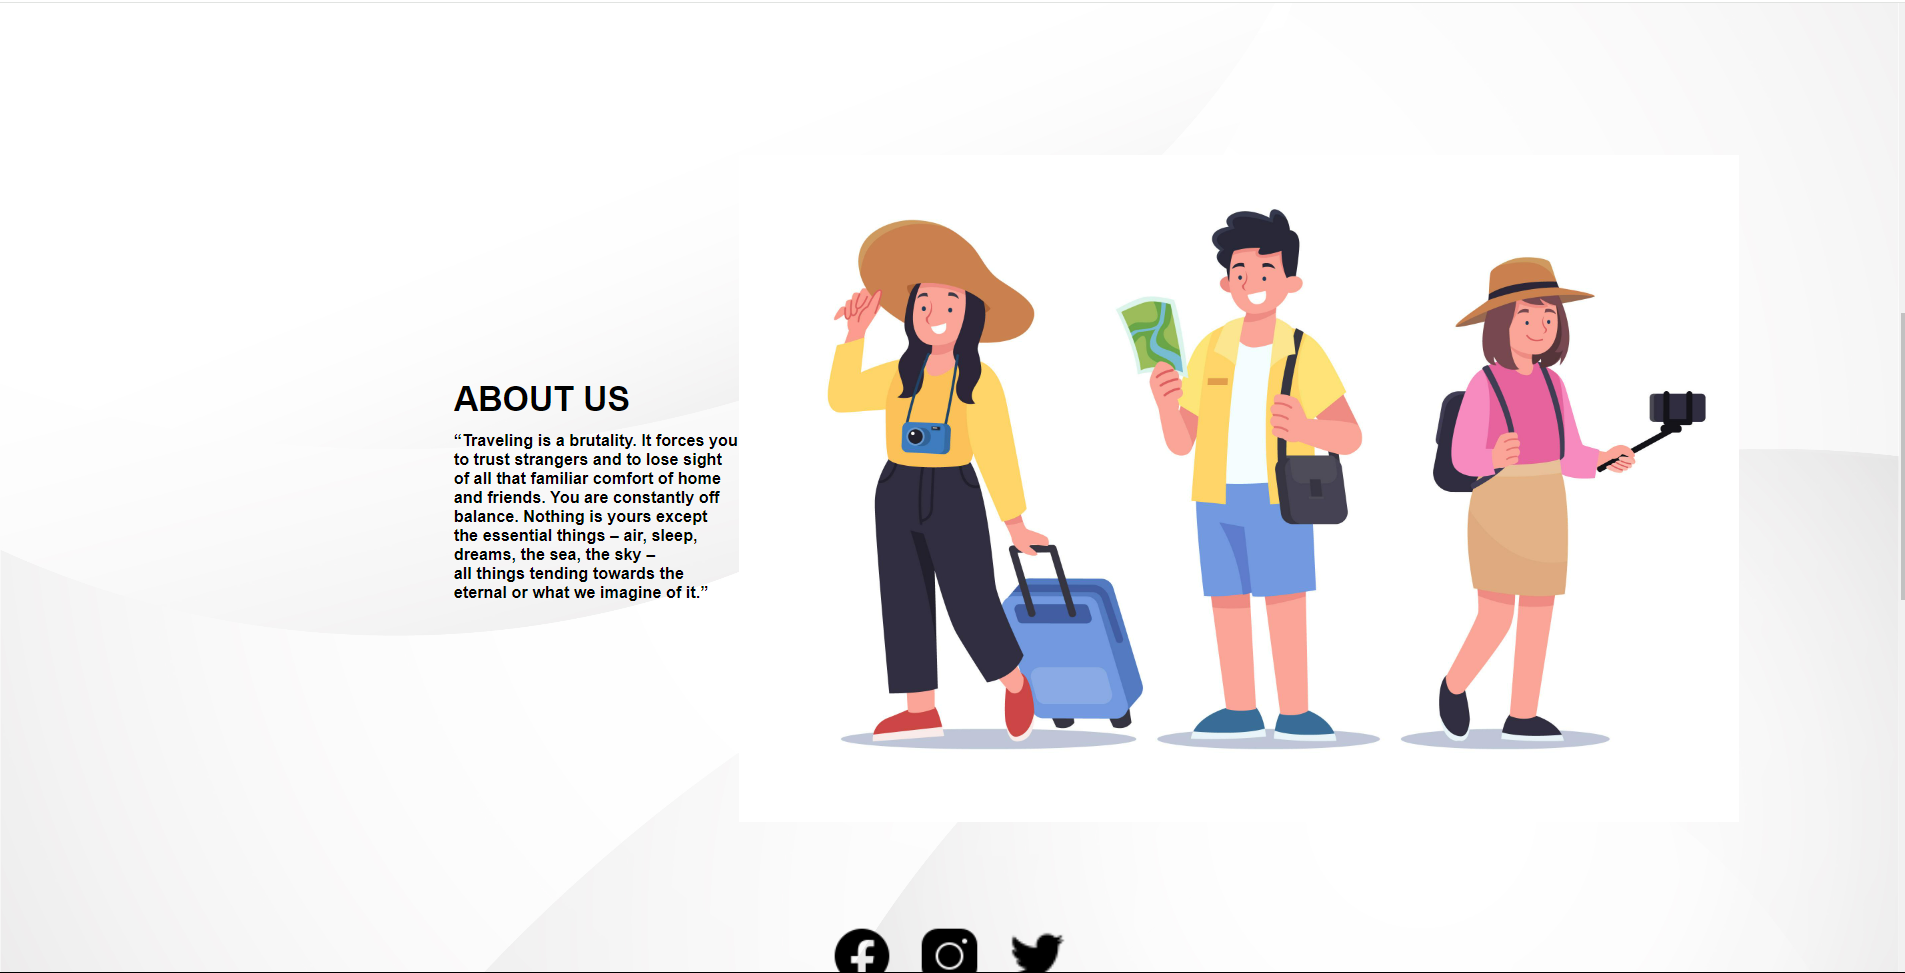 ABOUT US
“Traveling is a brutality. It forces you
to trust strangers and to lose sight
of all that familiar comfort of home
and friends. You are constantly off
balance. Nothing is yours except
the essential things – air, sleep,
dreams, the sea, the sky –
all things tending towards the
eternal or what we imagine of it.”